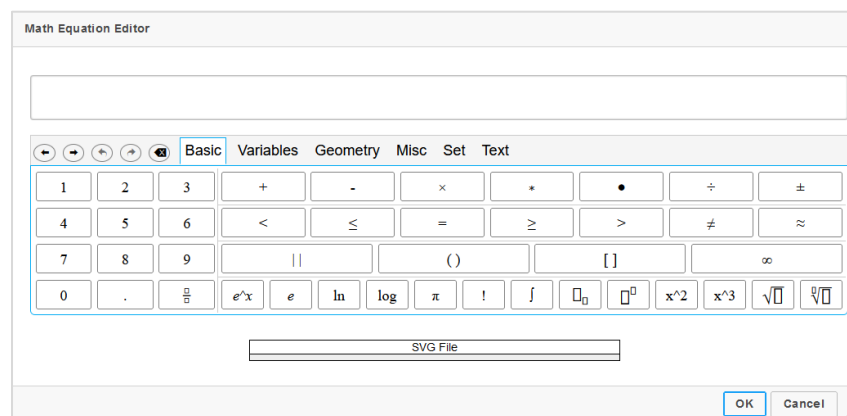 Math Equation Editor
Basic Variables Geometry Misc Set Text
1 2 3 + - × * ● ÷ ±
4 5 6 < ≤ = ≥ > ≠ ≈
7 8 9 | | ( ) [ ] ∞
0 . □/□ e^x e ln log π ! ∫ □□ □□ x^2 x^3 √□ □√□
SVG File
OK Cancel